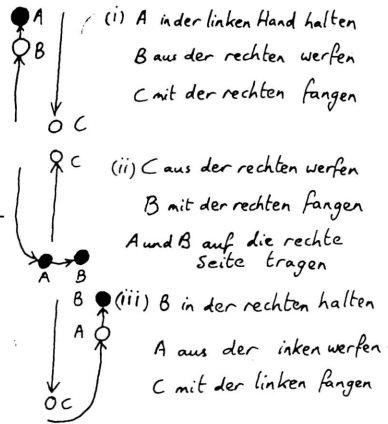 A
B
C
(i) A in der linken Hand halten
B aus der rechten werfen
C mit der rechten fangen
C
A B
(ii) C aus der rechten werfen
B mit der rechten fangen
A und B auf die rechte
Seite tragen
B
A
C
(iii) B in der rechten halten
A aus der inken werfen
C mit der linken fangen